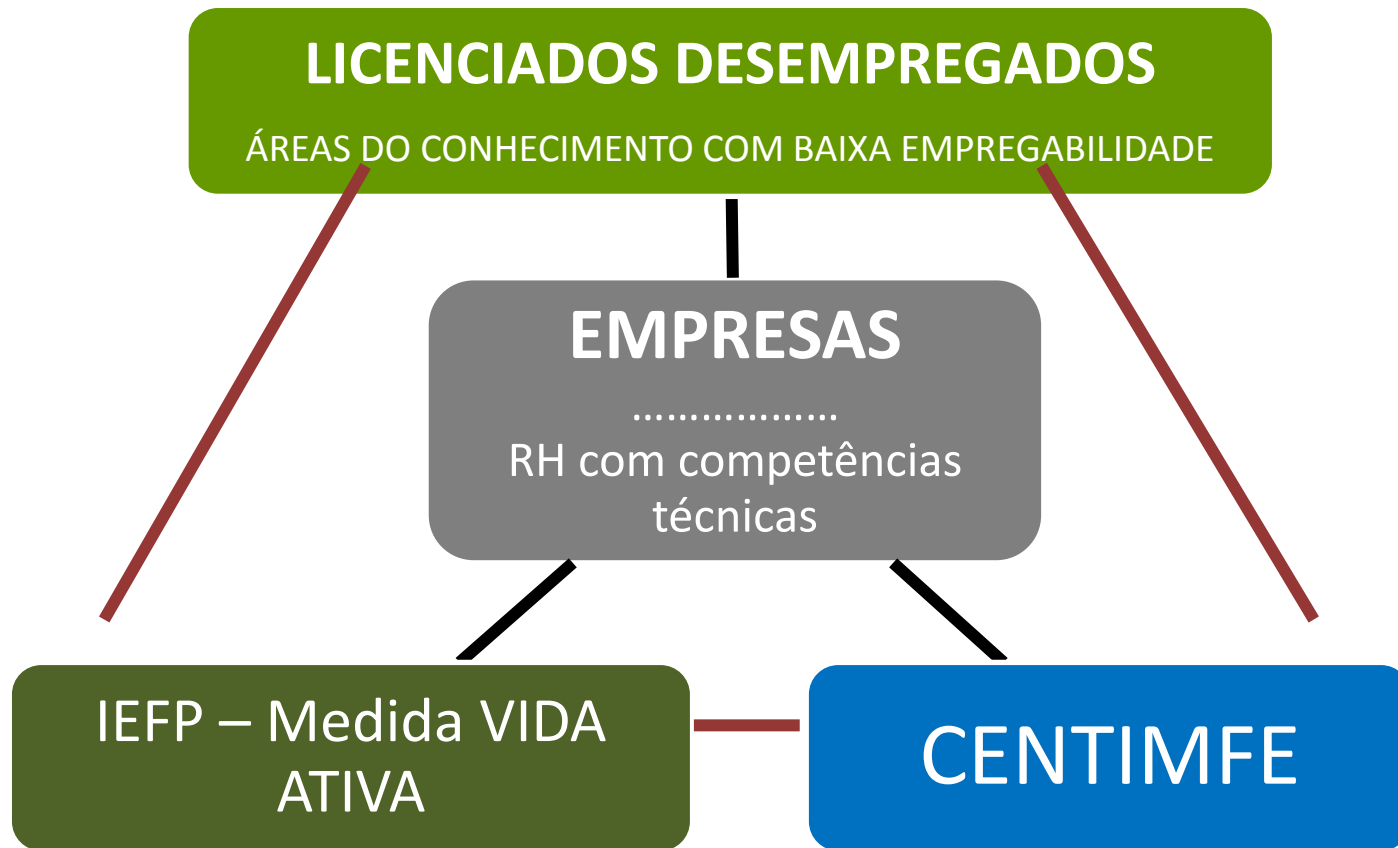 LICENCIADOS DESEMPREGADOS
ÁREAS DO CONHECIMENTO COM BAIXA EMPREGABILIDADE
EMPRESAS
..................
RH com competências
técnicas
IEFP – Medida VIDA
ATIVA
CENTIMFE